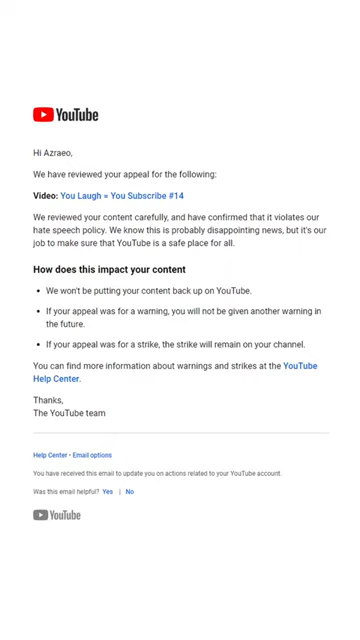 YouTube
Hi Azraeo,
We have reviewed your appeal for the following:
Video: You Laugh = You Subscribe #14
We reviewed your content carefully, and have confirmed that it violates our
hate speech policy. We know this is probably disappointing news, but it's our
job to make sure that YouTube is a safe place for all.
How does this impact your content
• We won't be putting your content back up on YouTube.
• If your appeal was for a warning, you will not be given another warning in
the future.
• If your appeal was for a strike, the strike will remain on your channel.
You can find more information about warnings and strikes at the YouTube
Help Center.
Thanks,
The YouTube team
Help Center • Email options
You have received this email to update you on actions related to your YouTube account.
Was this email helpful? Yes | No
YouTube